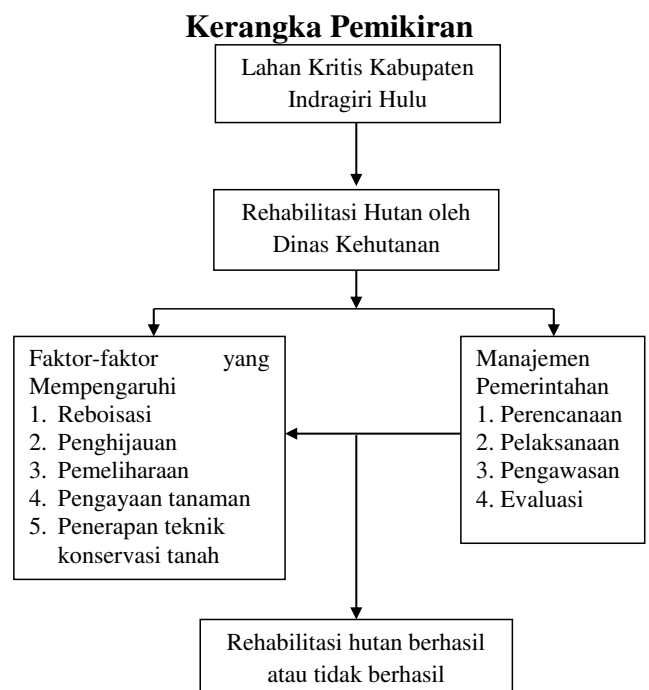 Kerangka Pemikiran
Lahan Kritis Kabupaten
Indragiri Hulu
Rehabilitasi Hutan oleh
Dinas Kehutanan
Faktor-faktor yang
Mempengaruhi
1. Reboisasi
2. Penghijauan
3. Pemeliharaan
4. Pengayaan tanaman
5. Penerapan teknik
konservasi tanah
Manajemen
Pemerintahan
1. Perencanaan
2. Pelaksanaan
3. Pengawasan
4. Evaluasi
Rehabilitasi hutan berhasil
atau tidak berhasil